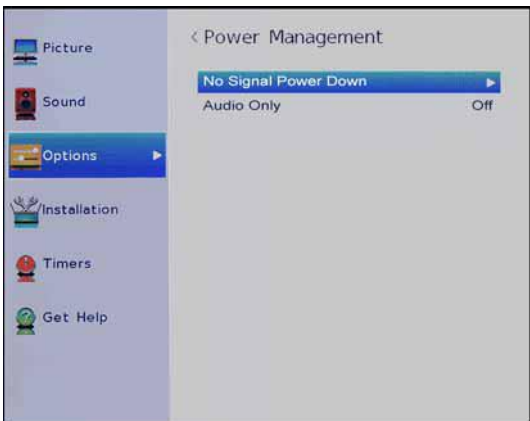 Picture
Sound
Options
Installation
Timers
Get Help
< Power Management
No Signal Power Down
Audio Only Off